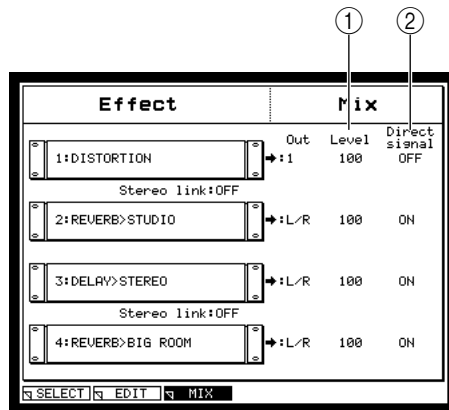 ① ②
Effect Mix
Out Level Direct signal
1:DISTORTION ➔:1 100 OFF
Stereo link:OFF
2:REVERB>STUDIO ➔:L/R 100 ON
3:DELAY>STEREO ➔:L/R 100 ON
Stereo link:OFF
4:REVERB>BIG ROOM ➔:L/R 100 ON
SELECT EDIT MIX